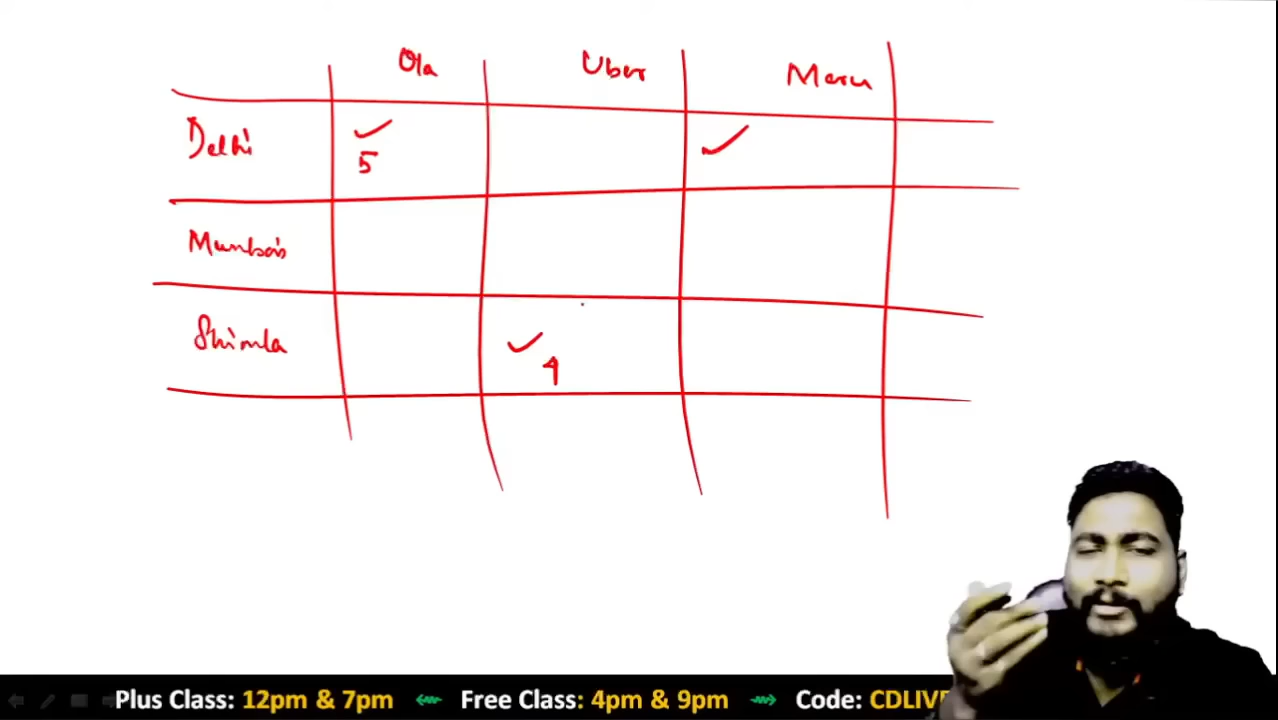 Ola Uber Meru
Delhi ✓ ✓
5
Mumbai
Shimla ✓
4
Plus Class: 12pm & 7pm Free Class: 4pm & 9pm Code: CDLIVE